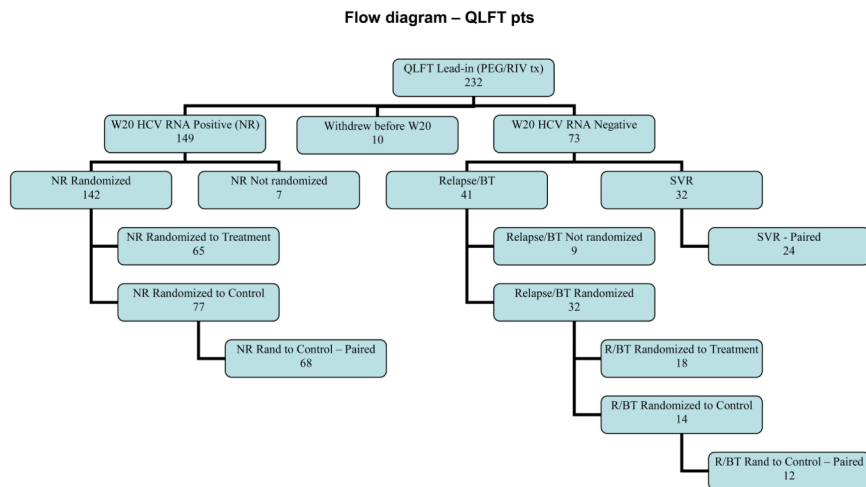 Flow diagram – QLFT pts
QLFT Lead-in (PEG/RIV tx)
232
W20 HCV RNA Positive (NR)
149
Withdrew before W20
10
W20 HCV RNA Negative
73
NR Randomized
142
NR Not randomized
7
Relapse/BT
41
SVR
32
NR Randomized to Treatment
65
Relapse/BT Not randomized
9
SVR - Paired
24
NR Randomized to Control
77
Relapse/BT Randomized
32
NR Rand to Control – Paired
68
R/BT Randomized to Treatment
18
R/BT Randomized to Control
14
R/BT Rand to Control – Paired
12